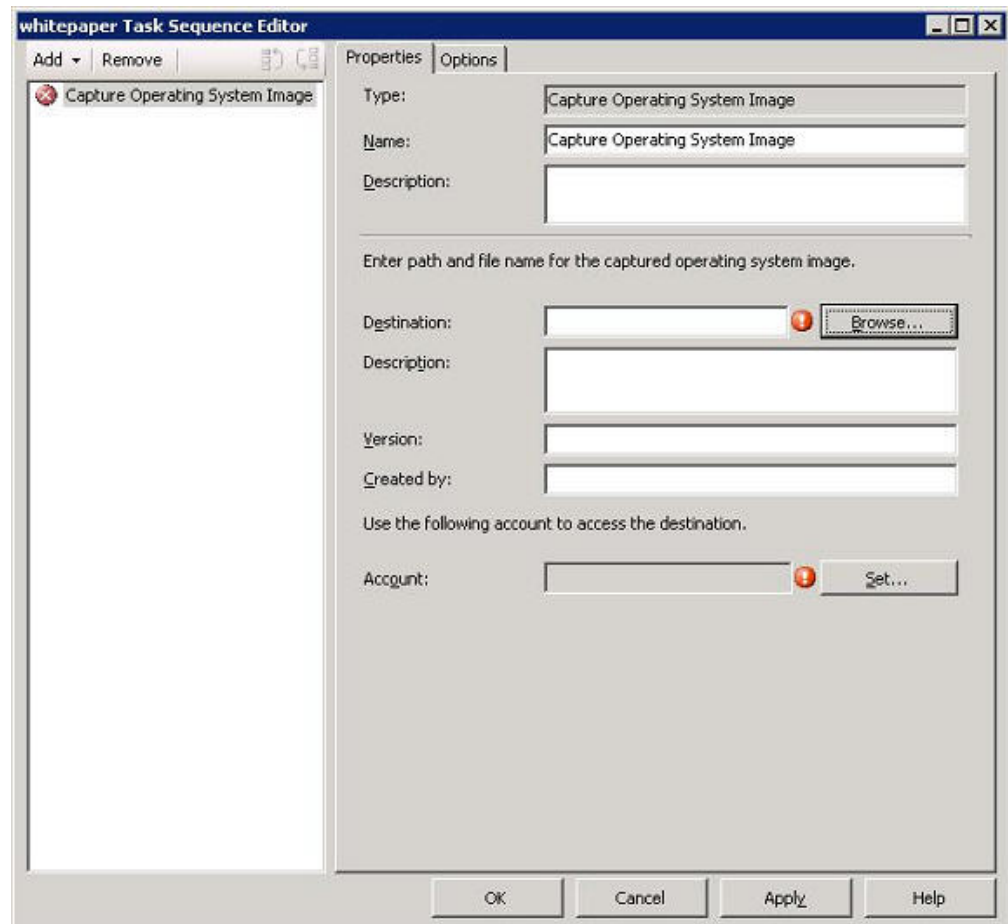 whitepaper Task Sequence Editor
Add Remove
Capture Operating System Image
Properties Options
Type: Capture Operating System Image
Name: Capture Operating System Image
Description:
Enter path and file name for the captured operating system image.
Destination: Browse...
Description:
Version:
Created by:
Use the following account to access the destination.
Account: Set...
OK Cancel Apply Help